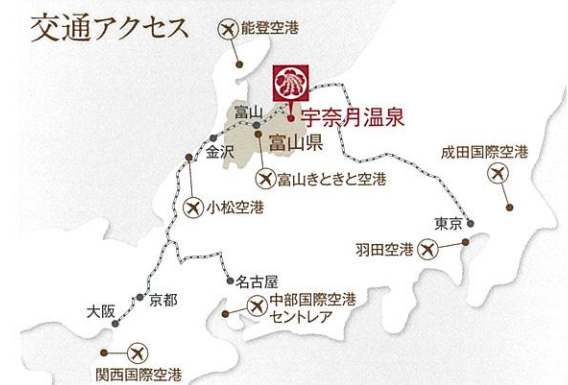 交通アクセス
能登空港
富山
宇奈月温泉
金沢
富山県
成田国際空港
富山きときと空港
小松空港
東京
羽田空港
名古屋
京都
中部国際空港
セントレア
大阪
関西国際空港